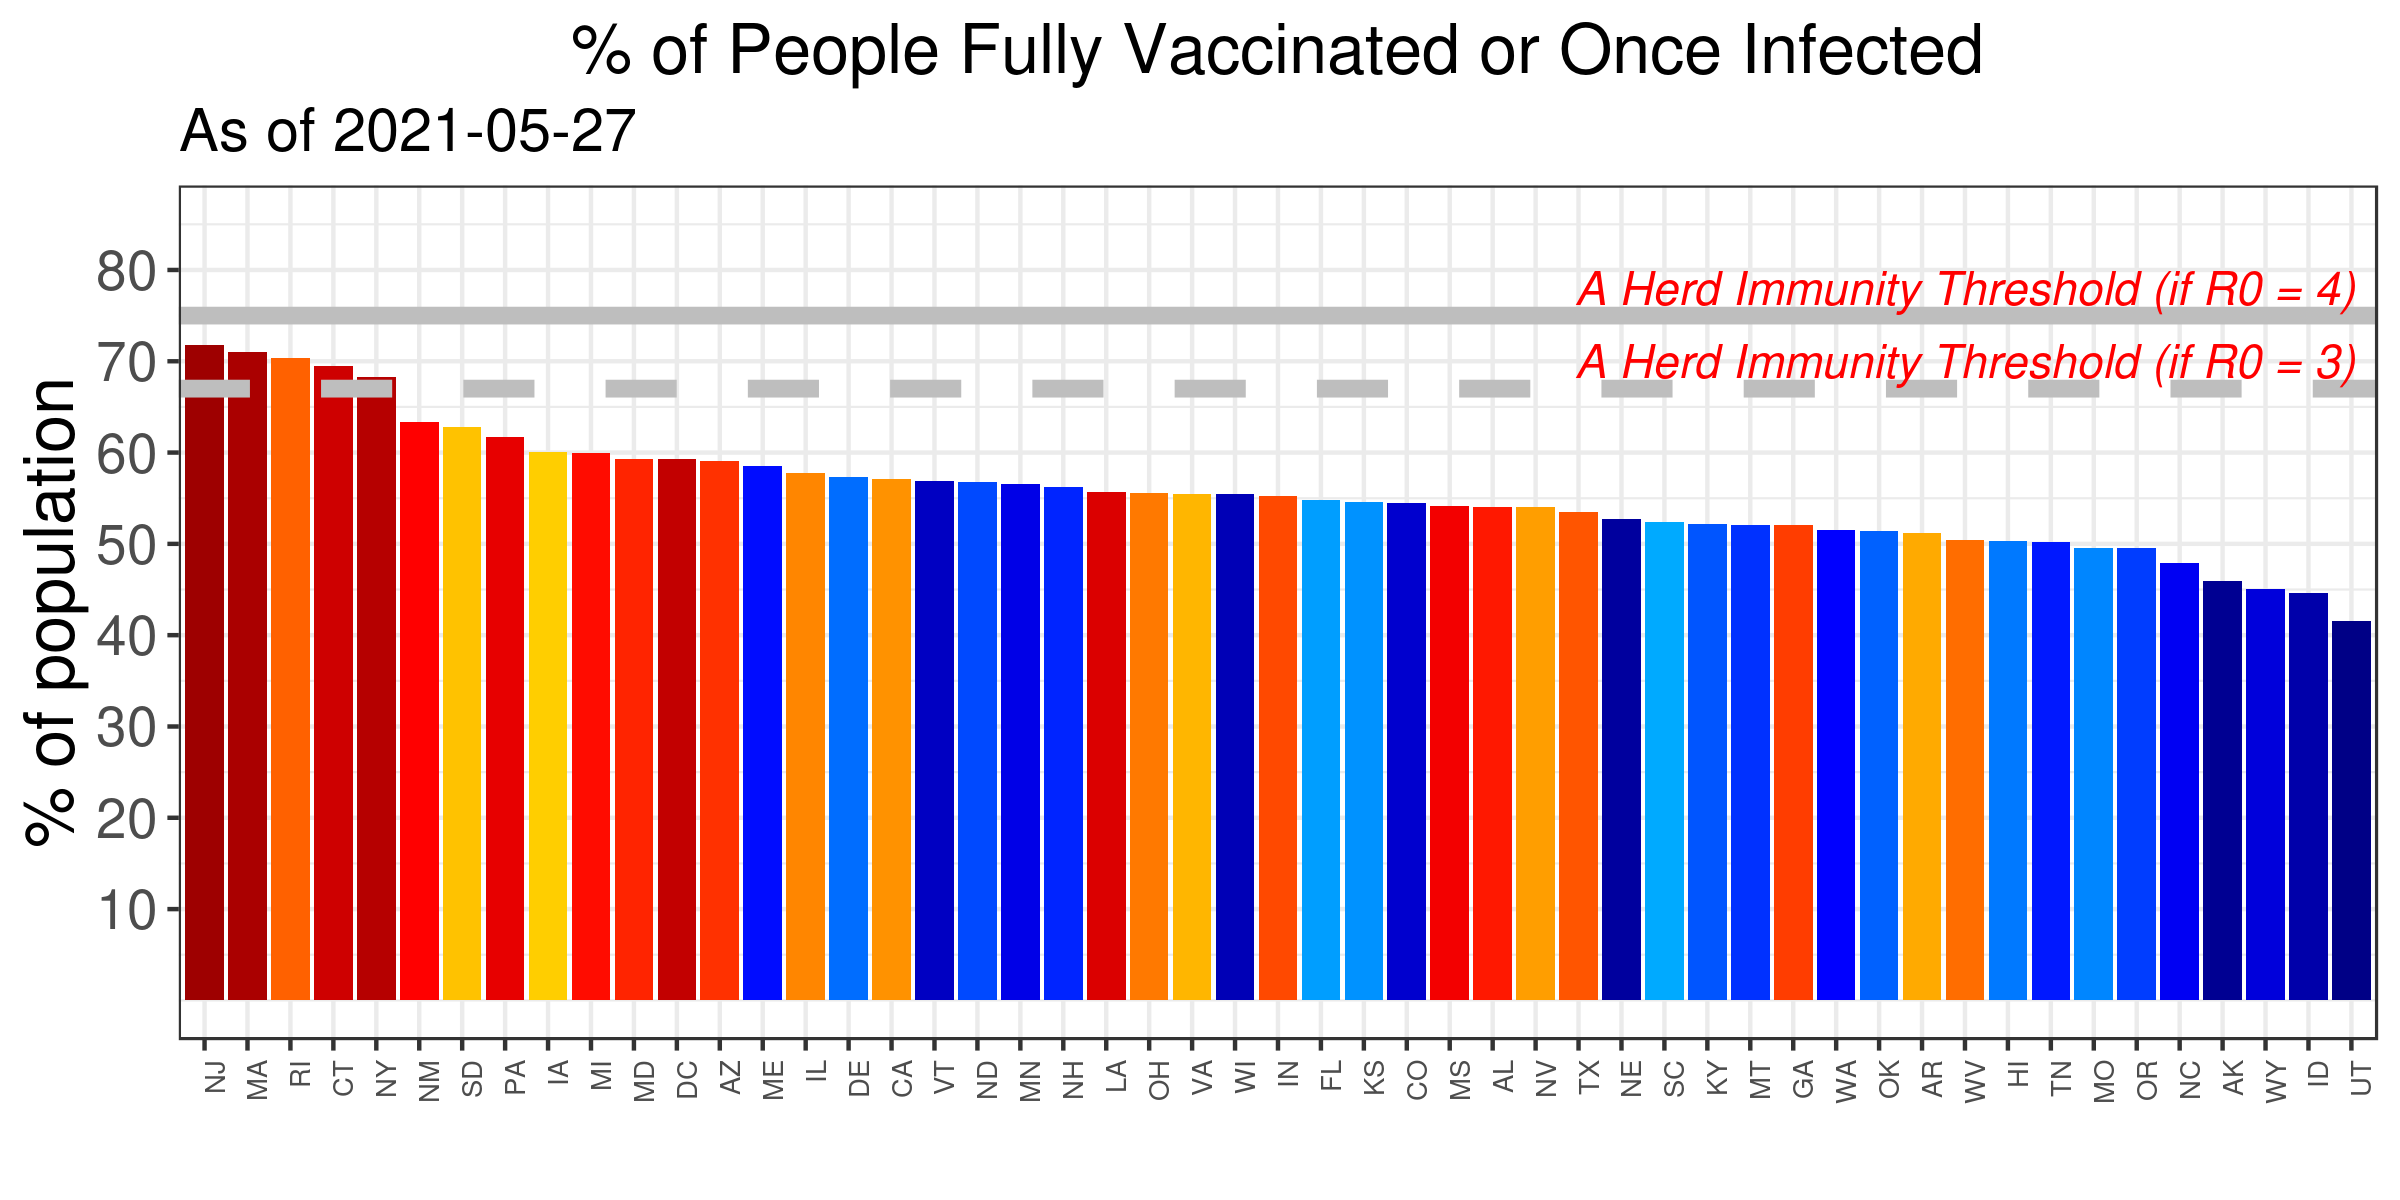 % of People Fully Vaccinated or Once Infected
As of 2021-05-27
% of population
80
70
60
50
40
30
20
10
A Herd Immunity Threshold (if R0 = 4)
A Herd Immunity Threshold (if R0 = 3)
NJ MA RI CT NY NM SD PA IA MI MD DC AZ ME IL DE CA VT ND MN NH LA OH VA WI IN FL KS CO MS AL NV TX NE SC KY MT GA WA OK AR WV HI TN MO OR NC AK WY ID UT